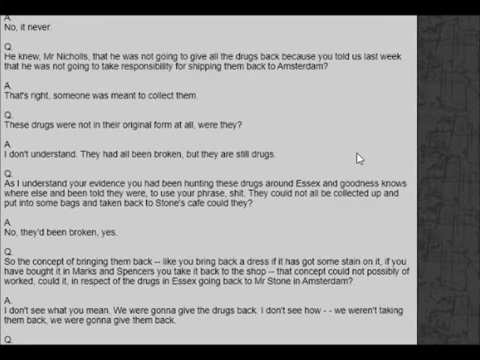 A.
No, it never.
Q.
He knew, Mr Nicholls, that he was not going to give all the drugs back because you told us last week
that he was not going to take responsibility for shipping them back to Amsterdam?
A.
That's right, someone was meant to collect them.
Q.
These drugs were not in their original form at all, were they?
A
I don't understand. They had all been broken, but they are still drugs.
Q.
As I understand your evidence you had been hunting these drugs around Essex and goodness knows
where else and been told they were, to use your phrase, shit. They could not all be collected up and
put into some bags and taken back to Stone's cafe could they?
A.
No, they'd been broken, yes.
Q.
So the concept of bringing them back -- like you bring back a dress if it has got some stain on it, if you
have bought it in Marks and Spencers you take it back to the shop -- that concept could not possibly of
worked, could it, in respect of the drugs in Essex going back to Mr Stone in Amsterdam?
A.
I don't see what you mean. We were gonna give the drugs back. I don't see how - - we weren't taking
them back, we were gonna give them back.
Q.